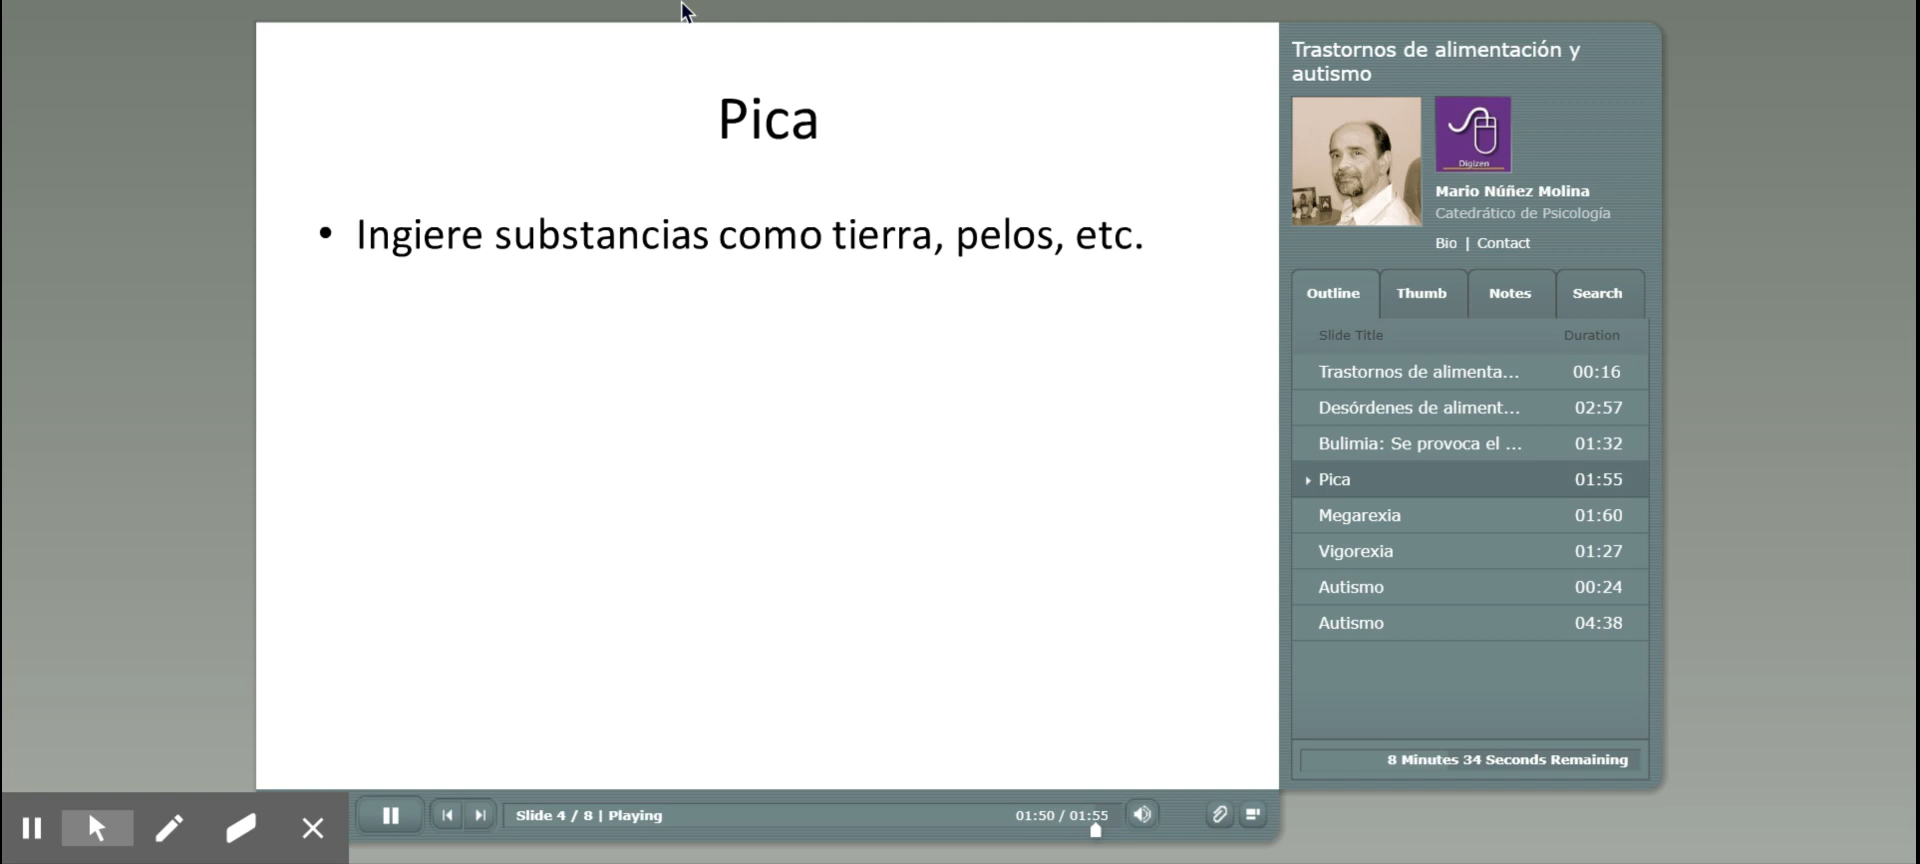 Pica
• Ingiere substancias como tierra, pelos, etc.
Trastornos de alimentación y
autismo
Digizen
Mario Núñez Molina
Catedrático de Psicología
Bio | Contact
Outline Thumb Notes Search
Slide Title Duration
Trastornos de alimenta... 00:16
Desórdenes de aliment... 02:57
Bulimia: Se provoca el ... 01:32
Pica 01:55
Megarexia 01:60
Vigorexia 01:27
Autismo 00:24
Autismo 04:38
8 Minutes 34 Seconds Remaining
Slide 4 / 8 | Playing 01:50 / 01:55